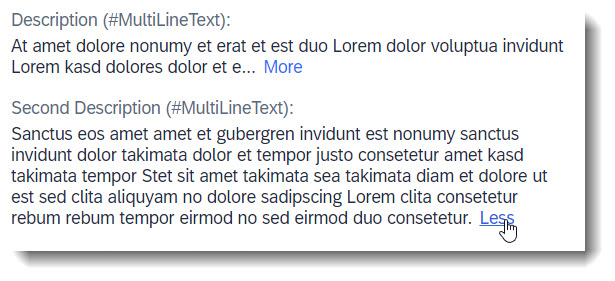 Description (#MultiLineText):
At amet dolore nonumy et erat et est duo Lorem dolor voluptua invidunt
Lorem kasd dolores dolor et e... More
Second Description (#MultiLineText):
Sanctus eos amet amet et gubergren invidunt est nonumy sanctus
invidunt dolor takimata dolor et tempor justo consetetur amet kasd
takimata tempor Stet sit amet takimata sea takimata diam et dolore ut
est sed clita aliquyam no dolore sadipscing Lorem clita consetetur
rebum rebum tempor eirmod no sed eirmod duo consetetur. Less